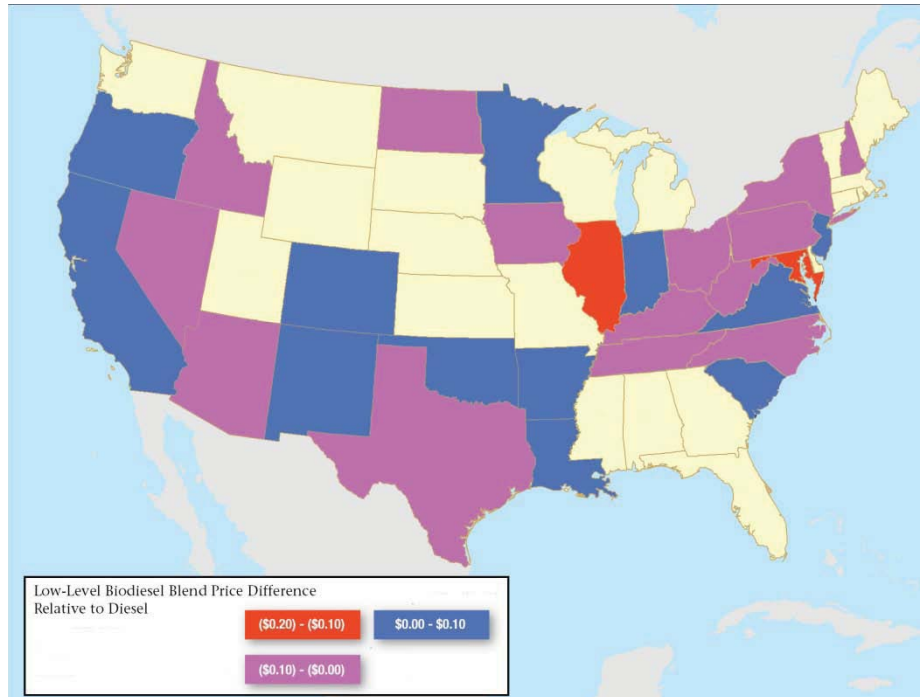 Low-Level Biodiesel Blend Price Difference
Relative to Diesel
($0.20) - ($0.10)
$0.00 - $0.10
($0.10) - ($0.00)